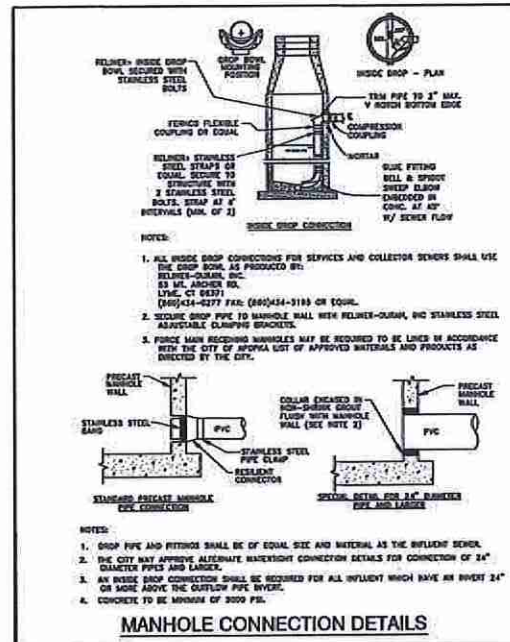 DROP BOWL
MOUNTING
POSITION
INSIDE DROP - PLAN
RELINER> INSIDE DROP
BOWL SECURED WITH
STAINLESS STEEL
BOLTS
TRIM PIPE TO 2" MAX.
V NOTCH BOTTOM EDGE
COMPRESSION
COUPLING
MORTAR
FERNCO FLEXIBLE
COUPLING OR EQUAL
RELINER> STAINLESS
STEEL STRAPS OR
EQUAL. SECURE TO
STRUCTURE WITH
2 STAINLESS STEEL
BOLTS. STRAP AT 4'
INTERVALS (MIN. OF 2)
GLUE FITTING
BELL & SPIGOT
SWEEP ELBOW
EMBEDDED IN
CONC. AT 45°
W/ SEWER FLOW
INSIDE DROP CONNECTION
NOTES:
1. ALL INSIDE DROP CONNECTIONS FOR SERVICES AND COLLECTOR SEWERS SHALL USE
THE DROP BOWL AS PRODUCED BY:
RELINER-DURAN, INC.
53 MT. ARCHER RD.
LYME, CT 06371
(860)434-0277 FAX: (860)434-3195 OR EQUAL.
2. SECURE DROP PIPE TO MANHOLE WALL WITH RELINER-DURAN, INC STAINLESS STEEL
ADJUSTABLE CLAMPING BRACKETS.
3. FORCE MAIN RECEIVING MANHOLES MAY BE REQUIRED TO BE LINED IN ACCORDANCE
WITH THE CITY OF APOPKA LIST OF APPROVED MATERIALS AND PRODUCTS AS
DIRECTED BY THE CITY.
PRECAST
MANHOLE
WALL
STAINLESS STEEL
BAND
PVC
STAINLESS STEEL
PIPE CLAMP
RESILIENT
CONNECTOR
STANDARD PRECAST MANHOLE
PIPE CONNECTION
COLLAR ENCASED IN
NON-SHRINK GROUT
FLUSH WITH MANHOLE
WALL (SEE NOTE 2)
PRECAST
MANHOLE WALL
PVC
SPECIAL DETAIL FOR 24" DIAMETER
PIPE AND LARGER
NOTES:
1. DROP PIPE AND FITTINGS SHALL BE OF EQUAL SIZE AND MATERIAL AS THE INFLUENT SEWER.
2. THE CITY MAY APPROVE ALTERNATE WATERTIGHT CONNECTION DETAILS FOR CONNECTION OF 24"
DIAMETER PIPES AND LARGER.
3. AN INSIDE DROP CONNECTION SHALL BE REQUIRED FOR ALL INFLUENT WHICH HAVE AN INVERT 24"
OR MORE ABOVE THE OUTFLOW PIPE INVERT.
4. CONCRETE TO BE MINIMUM OF 3000 PSI.
MANHOLE CONNECTION DETAILS